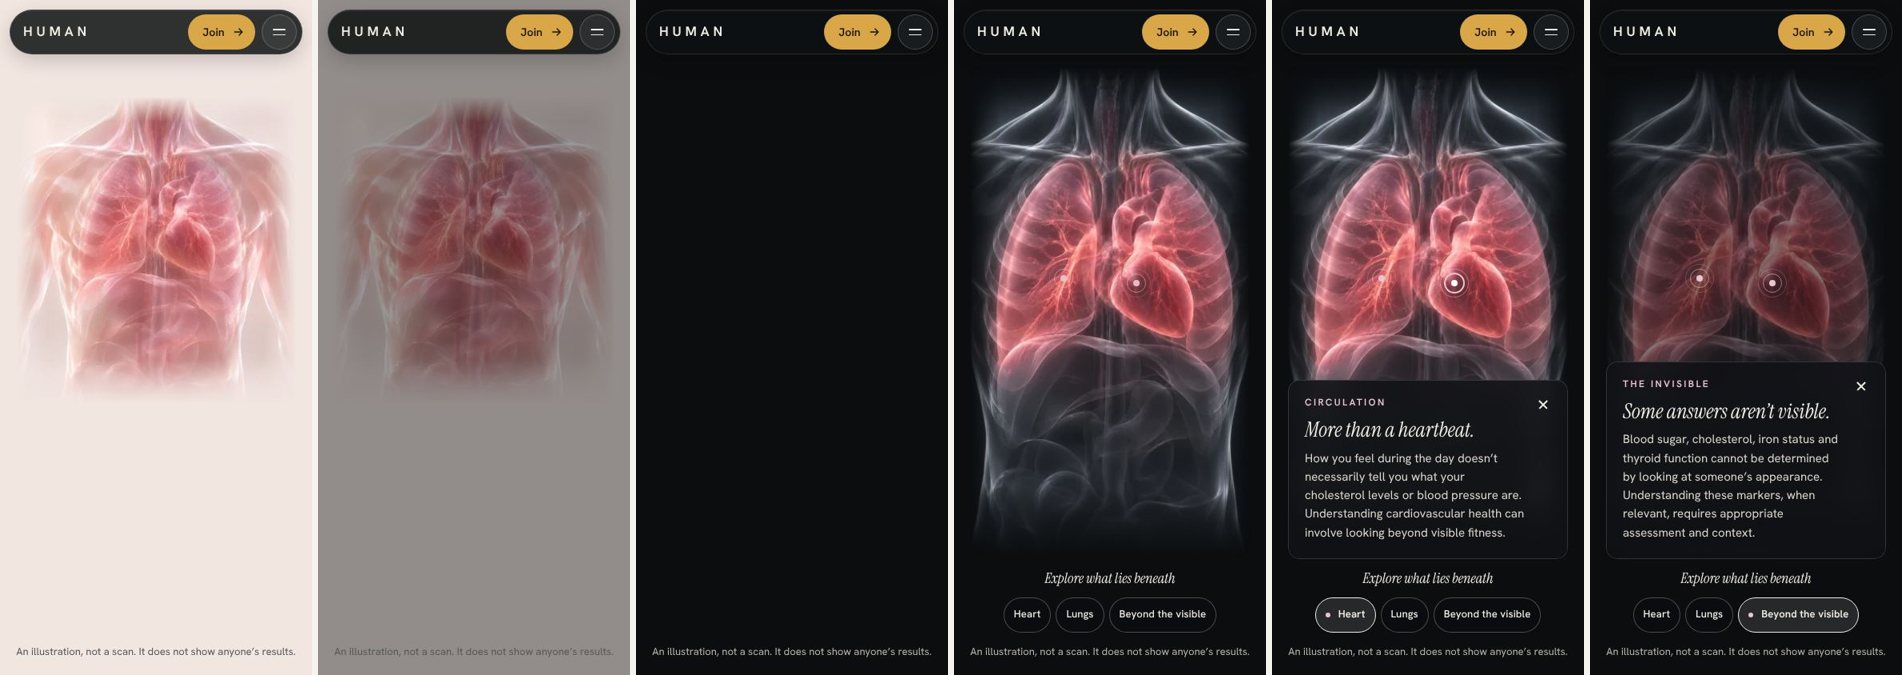 HUMAN
Join →
An illustration, not a scan. It does not show anyone’s results.
HUMAN
Join →
An illustration, not a scan. It does not show anyone’s results.
HUMAN
Join →
An illustration, not a scan. It does not show anyone’s results.
HUMAN
Join →
Explore what lies beneath
Heart
Lungs
Beyond the visible
An illustration, not a scan. It does not show anyone’s results.
HUMAN
Join →
CIRCULATION
More than a heartbeat.
How you feel during the day doesn’t
necessarily tell you what your
cholesterol levels or blood pressure are.
Understanding cardiovascular health can
involve looking beyond visible fitness.
Explore what lies beneath
Heart
Lungs
Beyond the visible
An illustration, not a scan. It does not show anyone’s results.
HUMAN
Join →
THE INVISIBLE
Some answers aren’t visible.
Blood sugar, cholesterol, iron status and
thyroid function cannot be determined
by looking at someone’s appearance.
Understanding these markers, when
relevant, requires appropriate
assessment and context.
Explore what lies beneath
Heart
Lungs
Beyond the visible
An illustration, not a scan. It does not show anyone’s results.